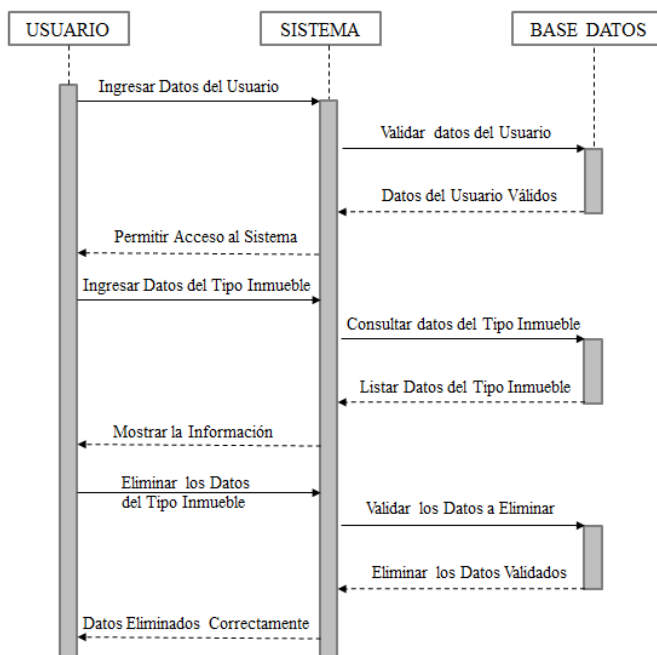 USUARIO
SISTEMA
BASE DATOS
Ingresar Datos del Usuario
Validar datos del Usuario
Datos del Usuario Válidos
Permitir Acceso al Sistema
Ingresar Datos del Tipo Inmueble
Consultar datos del Tipo Inmueble
Listar Datos del Tipo Inmueble
Mostrar la Información
Eliminar los Datos
del Tipo Inmueble
Validar los Datos a Eliminar
Eliminar los Datos Validados
Datos Eliminados Correctamente